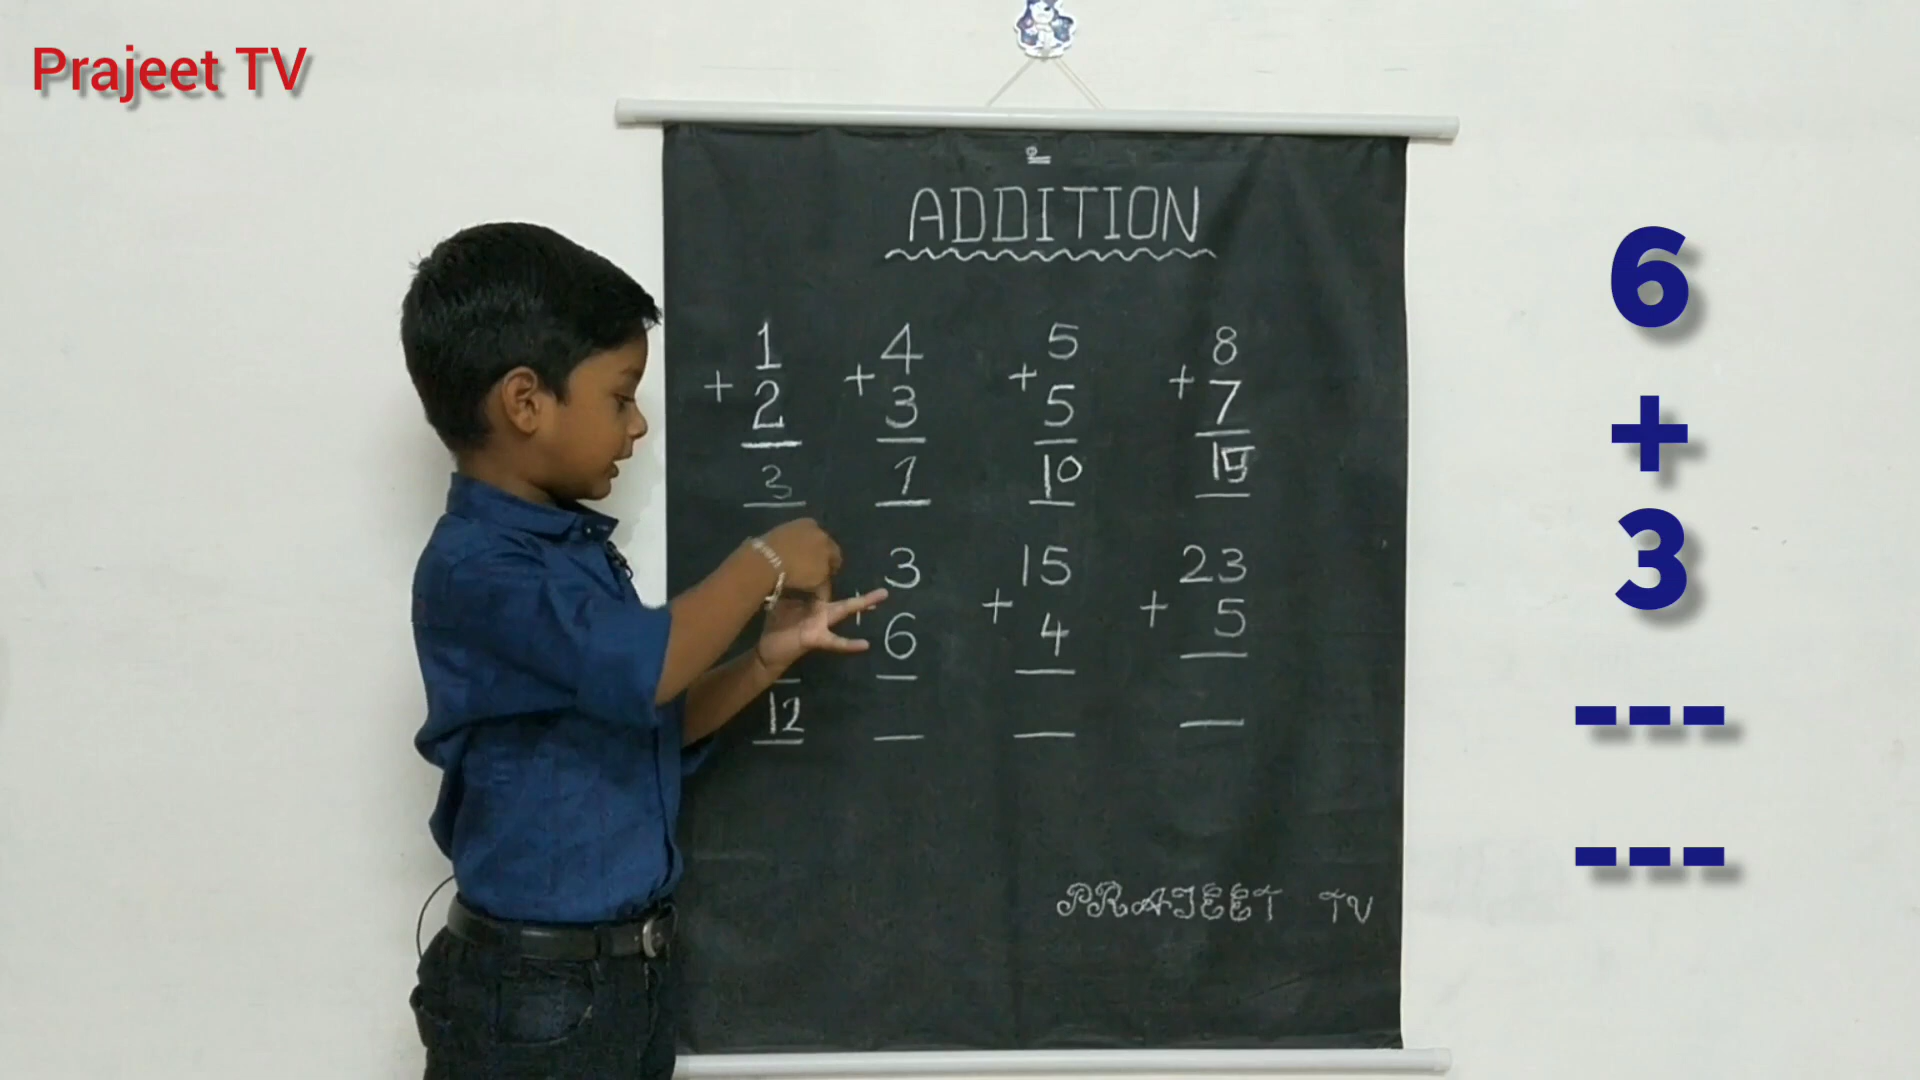 Prajeet TV
ADDITION
1 4 5 8
+ 2 + 3 + 5 + 7
3 7 10 15
3 15 23
+ 6 + 4 + 5
12
PRAJEET TV
6
+
3
---
---